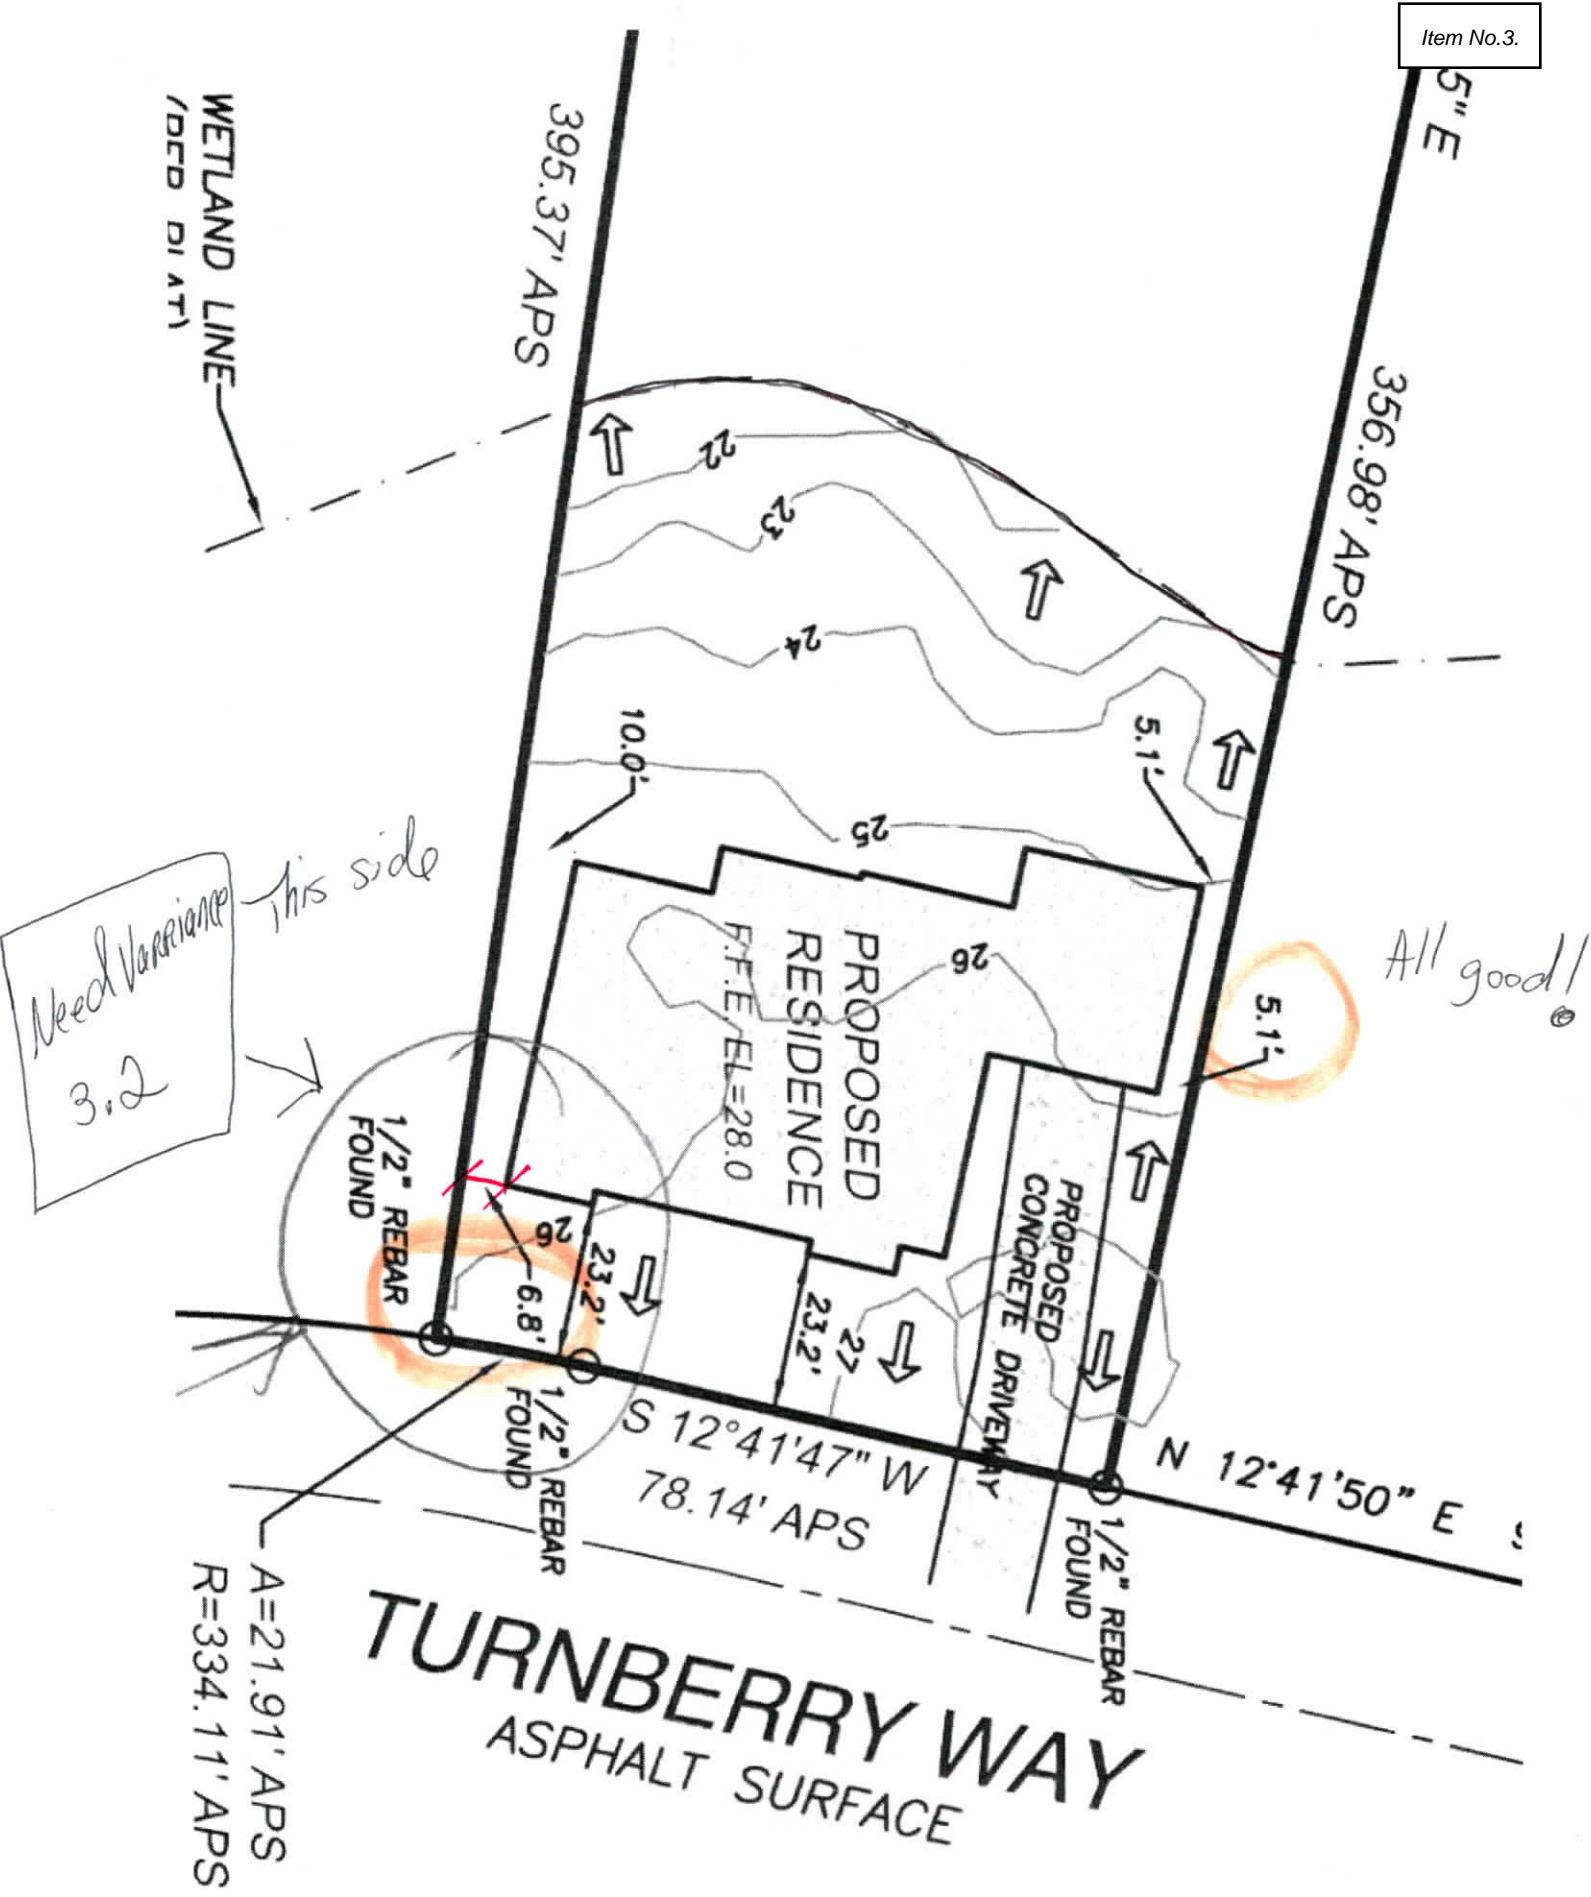 Item No.3.
5" E
WETLAND LINE
395.37' APS
356.98' APS
22
23
24
10.0'
5.1'
25
This side
Need Varriance
3.2
All good!
5.1'
26
PROPOSED
RESIDENCE
F.F.E. EL=28.0
1/2" REBAR
FOUND
26
23.2'
6.8'
23.2'
27
PROPOSED
CONCRETE DRIVEWAY
1/2" REBAR
FOUND
S 12°41'47" W
78.14' APS
N 12°41'50" E
1/2" REBAR
FOUND
A=21.91' APS
R=334.11' APS
TURNBERRY WAY
ASPHALT SURFACE